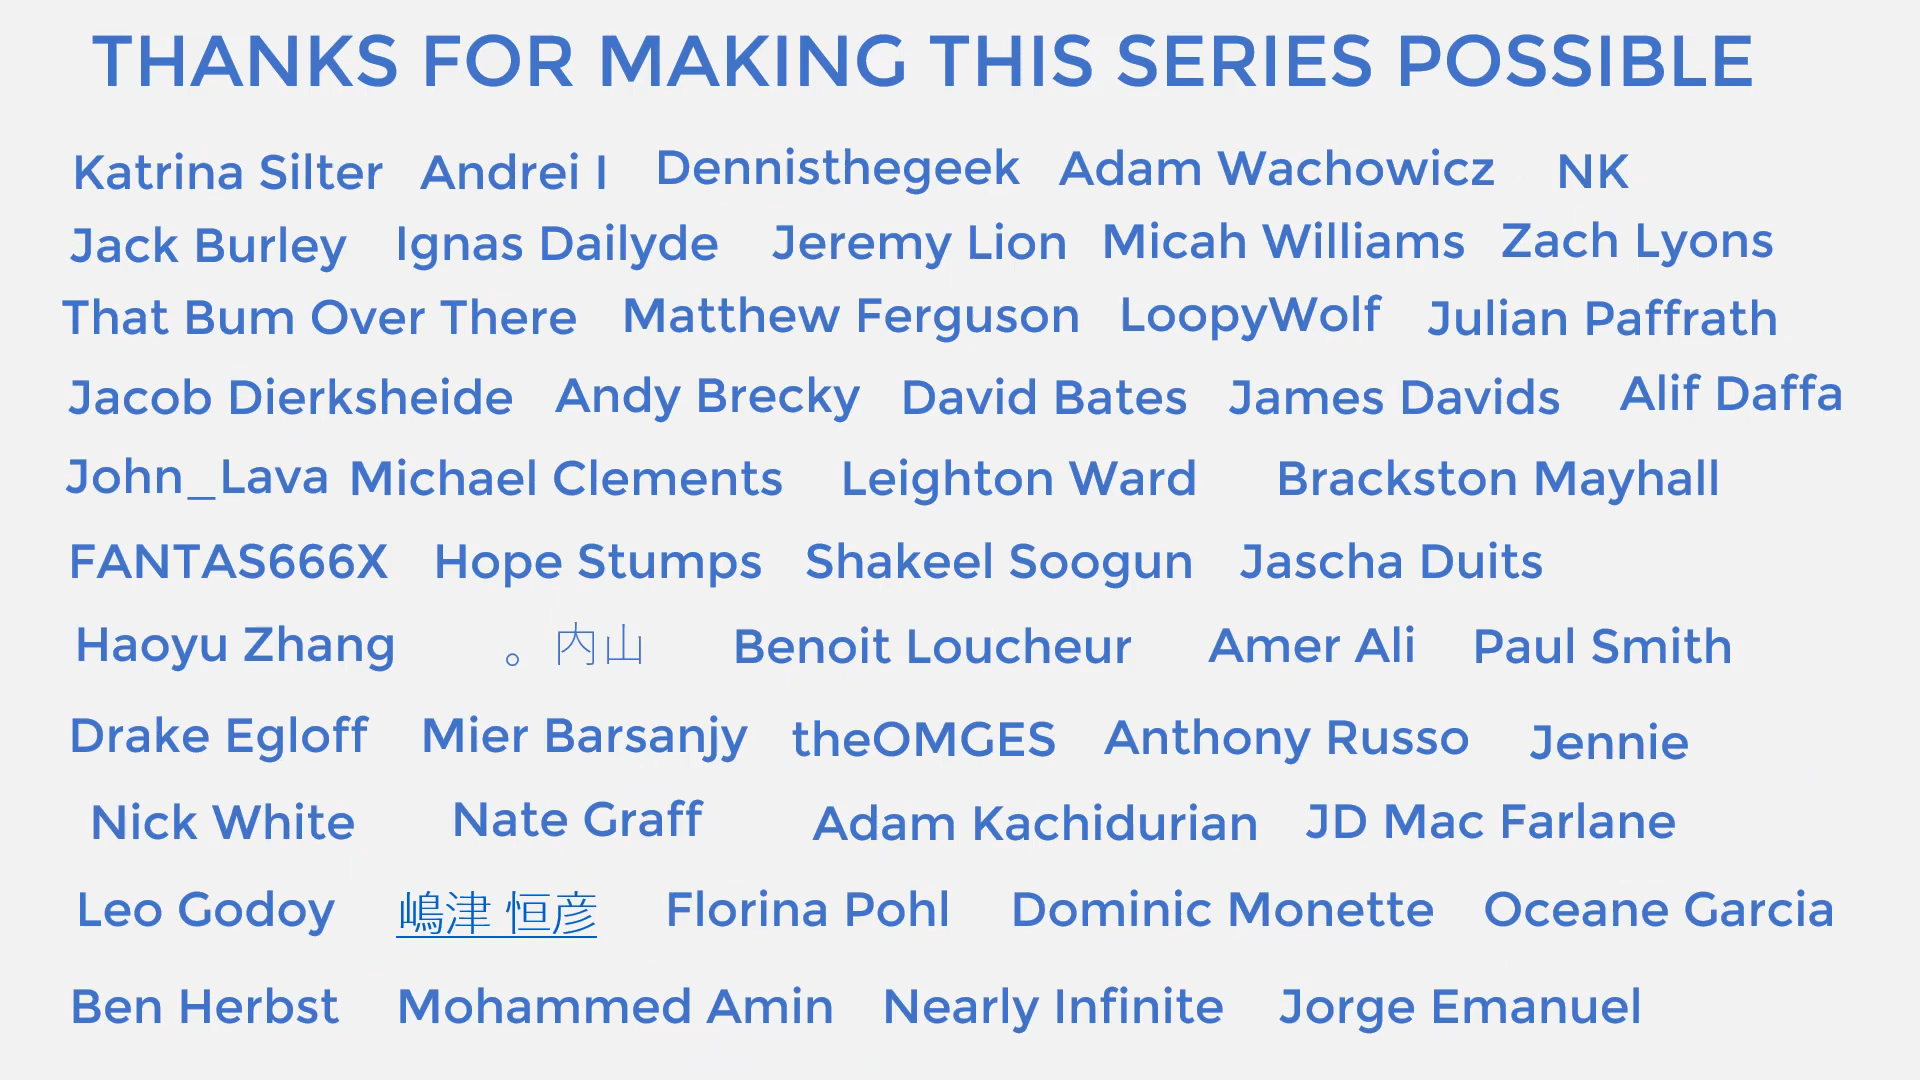 THANKS FOR MAKING THIS SERIES POSSIBLE
Katrina Silter Andrei I Dennisthegeek Adam Wachowicz NK
Jack Burley Ignas Dailyde Jeremy Lion Micah Williams Zach Lyons
That Bum Over There Matthew Ferguson LoopyWolf Julian Paffrath
Jacob Dierksheide Andy Brecky David Bates James Davids Alif Daffa
John_Lava Michael Clements Leighton Ward Brackston Mayhall
FANTAS666X Hope Stumps Shakeel Soogun Jascha Duits
Haoyu Zhang 。内山 Benoit Loucheur Amer Ali Paul Smith
Drake Egloff Mier Barsanjy theOMGES Anthony Russo Jennie
Nick White Nate Graff Adam Kachidurian JD Mac Farlane
Leo Godoy 嶋津 恒彦 Florina Pohl Dominic Monette Oceane Garcia
Ben Herbst Mohammed Amin Nearly Infinite Jorge Emanuel